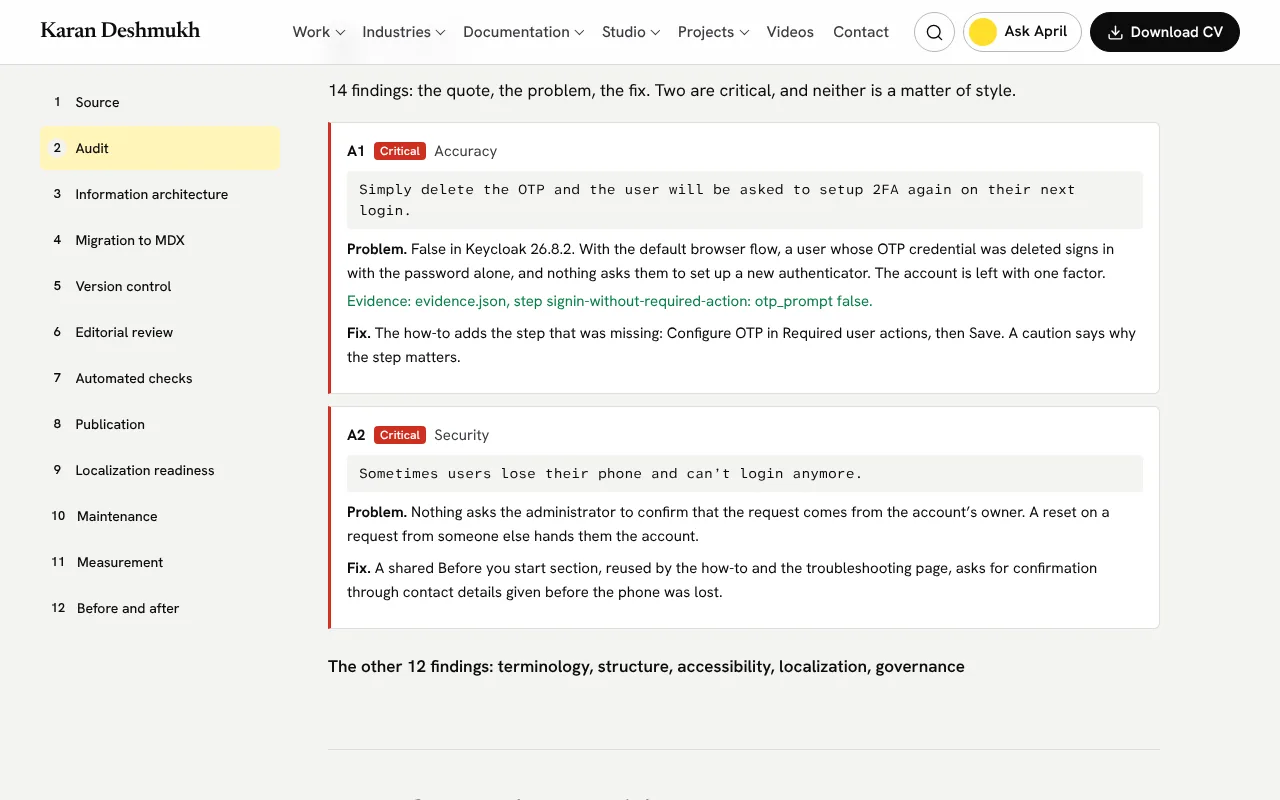 Karan Deshmukh
Work
Industries
Documentation
Studio
Projects
Videos
Contact
Ask April
Download CV
1 Source
2 Audit
3 Information architecture
4 Migration to MDX
5 Version control
6 Editorial review
7 Automated checks
8 Publication
9 Localization readiness
10 Maintenance
11 Measurement
12 Before and after
14 findings: the quote, the problem, the fix. Two are critical, and neither is a matter of style.
A1 Critical Accuracy
Simply delete the OTP and the user will be asked to setup 2FA again on their next
login.
Problem. False in Keycloak 26.8.2. With the default browser flow, a user whose OTP credential was deleted signs in
with the password alone, and nothing asks them to set up a new authenticator. The account is left with one factor.
Evidence: evidence.json, step signin-without-required-action: otp_prompt false.
Fix. The how-to adds the step that was missing: Configure OTP in Required user actions, then Save. A caution says why
the step matters.
A2 Critical Security
Sometimes users lose their phone and can't login anymore.
Problem. Nothing asks the administrator to confirm that the request comes from the account’s owner. A reset on a
request from someone else hands them the account.
Fix. A shared Before you start section, reused by the how-to and the troubleshooting page, asks for confirmation
through contact details given before the phone was lost.
The other 12 findings: terminology, structure, accessibility, localization, governance